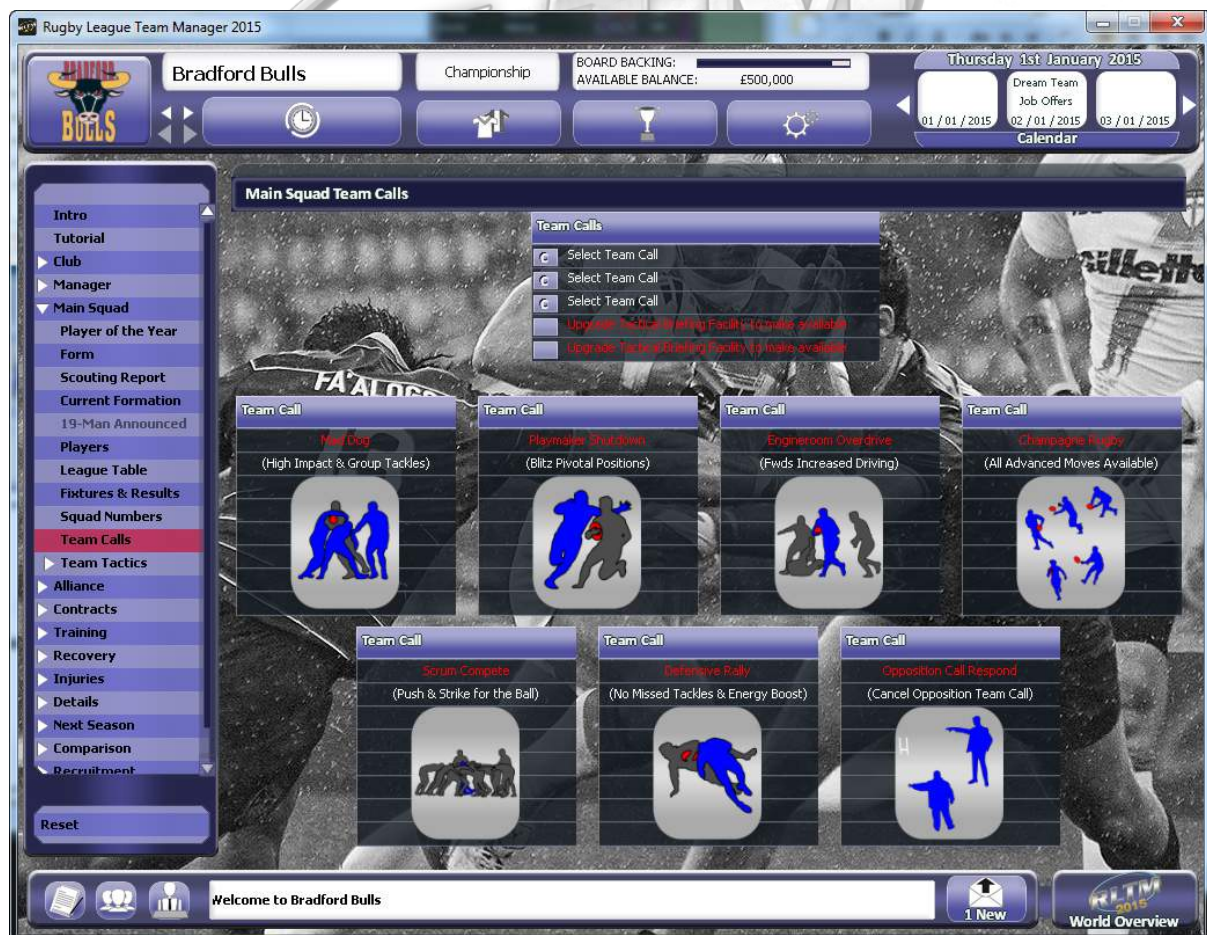 Rugby League Team Manager 2015
BRADFORD
BULLS
Bradford Bulls
Championship
BOARD BACKING:
AVAILABLE BALANCE: £500,000
Thursday 1st January 2015
Dream Team
Job Offers
01 / 01 / 2015 02 / 01 / 2015 03 / 01 / 2015
Calendar
Main Squad Team Calls
Intro
Tutorial
Club
Manager
Main Squad
Player of the Year
Form
Scouting Report
Current Formation
19-Man Announced
Players
League Table
Fixtures & Results
Squad Numbers
Team Calls
Team Tactics
Alliance
Contracts
Training
Recovery
Injuries
Details
Next Season
Comparison
Recruitment
Reset
Team Calls
C Select Team Call
C Select Team Call
C Select Team Call
Upgrade Tactical Briefing Facility to make available
Upgrade Tactical Briefing Facility to make available
Gillette
FA'ALOGO
Team Call
Mad Dog
(High Impact & Group Tackles)
Team Call
Playmaker Shutdown
(Blitz Pivotal Positions)
Team Call
Engineroom Overdrive
(Fwds Increased Driving)
Team Call
Champagne Rugby
(All Advanced Moves Available)
Team Call
Scrum Compete
(Push & Strike for the Ball)
Team Call
Defensive Rally
(No Missed Tackles & Energy Boost)
Team Call
Opposition Call Respond
(Cancel Opposition Team Call)
Welcome to Bradford Bulls
1 New
RLTM
2015
World Overview